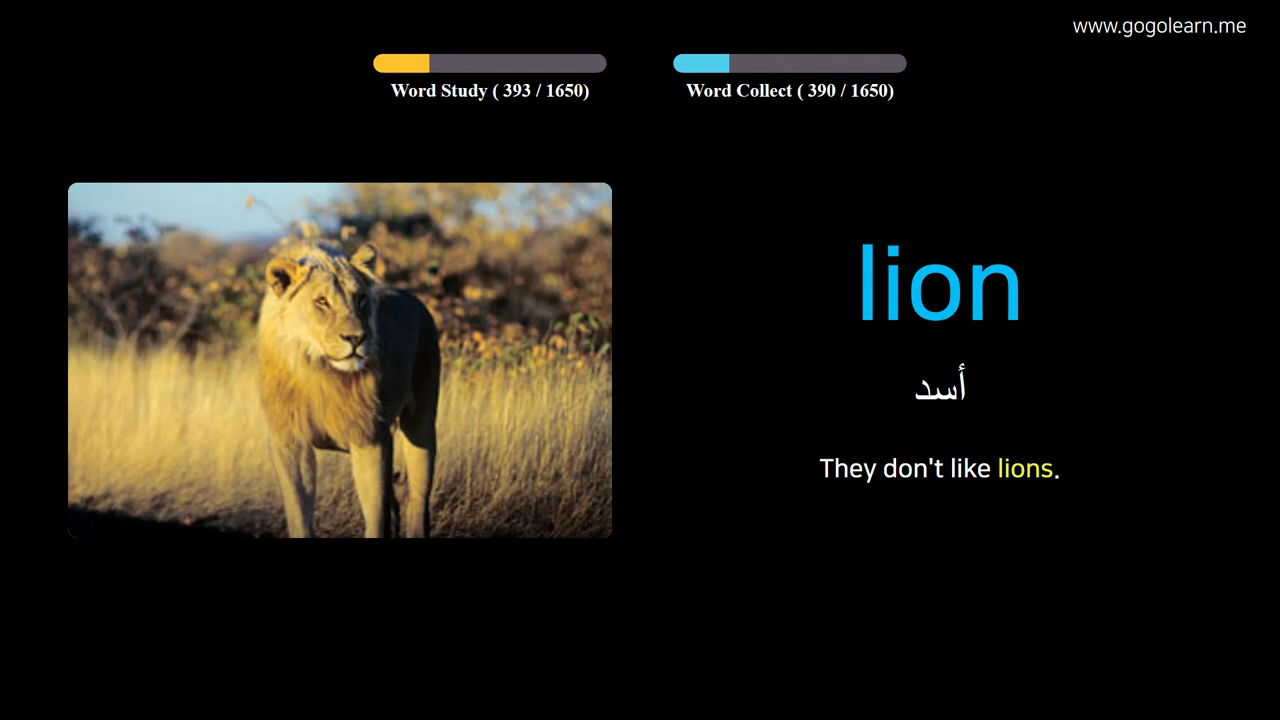 www.gogolearn.me
Word Study ( 393 / 1650)
Word Collect ( 390 / 1650)
lion
أسد
They don't like lions.